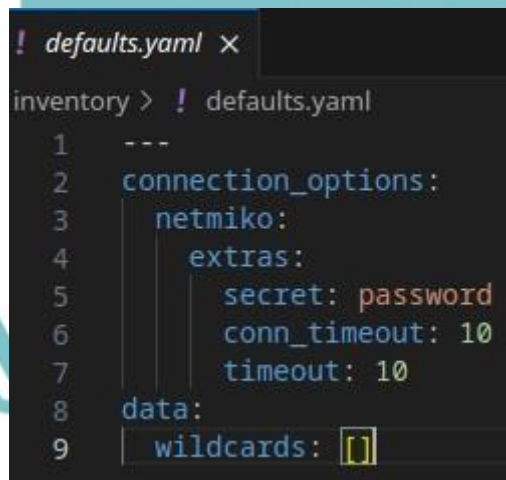 ! defaults.yaml ×
inventory > ! defaults.yaml
1 ---
2 connection_options:
3   netmiko:
4     extras:
5       secret: password
6       conn_timeout: 10
7       timeout: 10
8 data:
9   wildcards: []